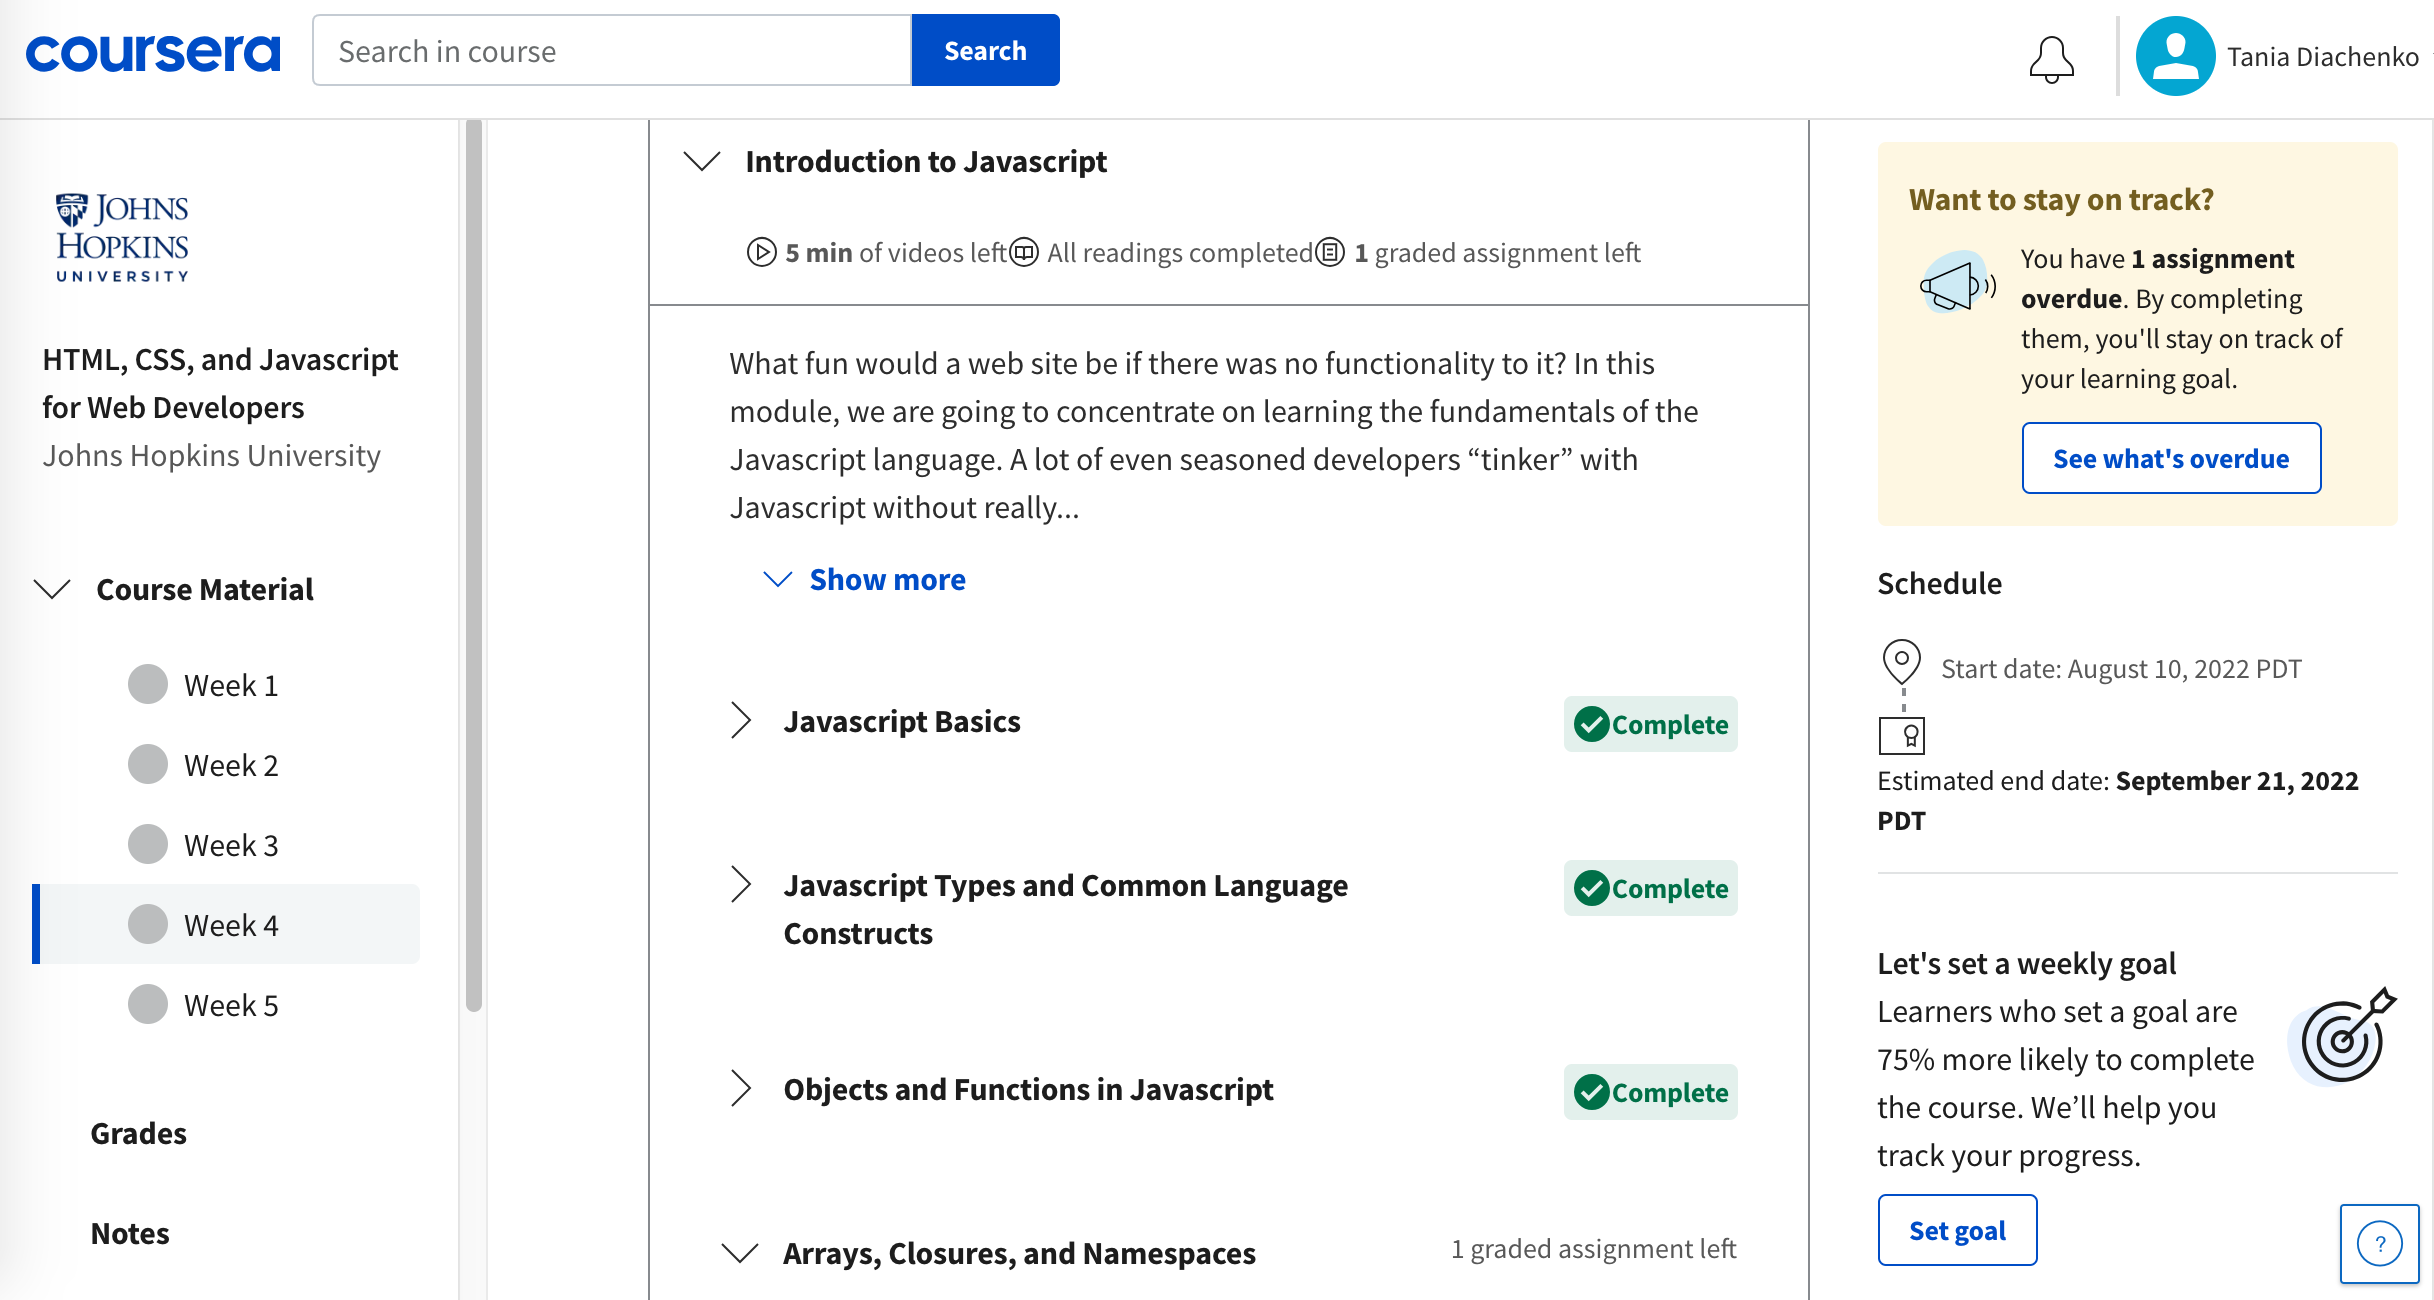 coursera
Search in course
Search
Tania Diachenko
JOHNS
HOPKINS
UNIVERSITY
HTML, CSS, and Javascript
for Web Developers
Johns Hopkins University
Course Material
Week 1
Week 2
Week 3
Week 4
Week 5
Grades
Notes
Introduction to Javascript
5 min of videos left All readings completed 1 graded assignment left
What fun would a web site be if there was no functionality to it? In this
module, we are going to concentrate on learning the fundamentals of the
Javascript language. A lot of even seasoned developers “tinker” with
Javascript without really...
Show more
Javascript Basics
Complete
Javascript Types and Common Language
Constructs
Complete
Objects and Functions in Javascript
Complete
Arrays, Closures, and Namespaces
1 graded assignment left
Want to stay on track?
You have 1 assignment
overdue. By completing
them, you'll stay on track of
your learning goal.
See what's overdue
Schedule
Start date: August 10, 2022 PDT
Estimated end date: September 21, 2022
PDT
Let's set a weekly goal
Learners who set a goal are
75% more likely to complete
the course. We’ll help you
track your progress.
Set goal
?